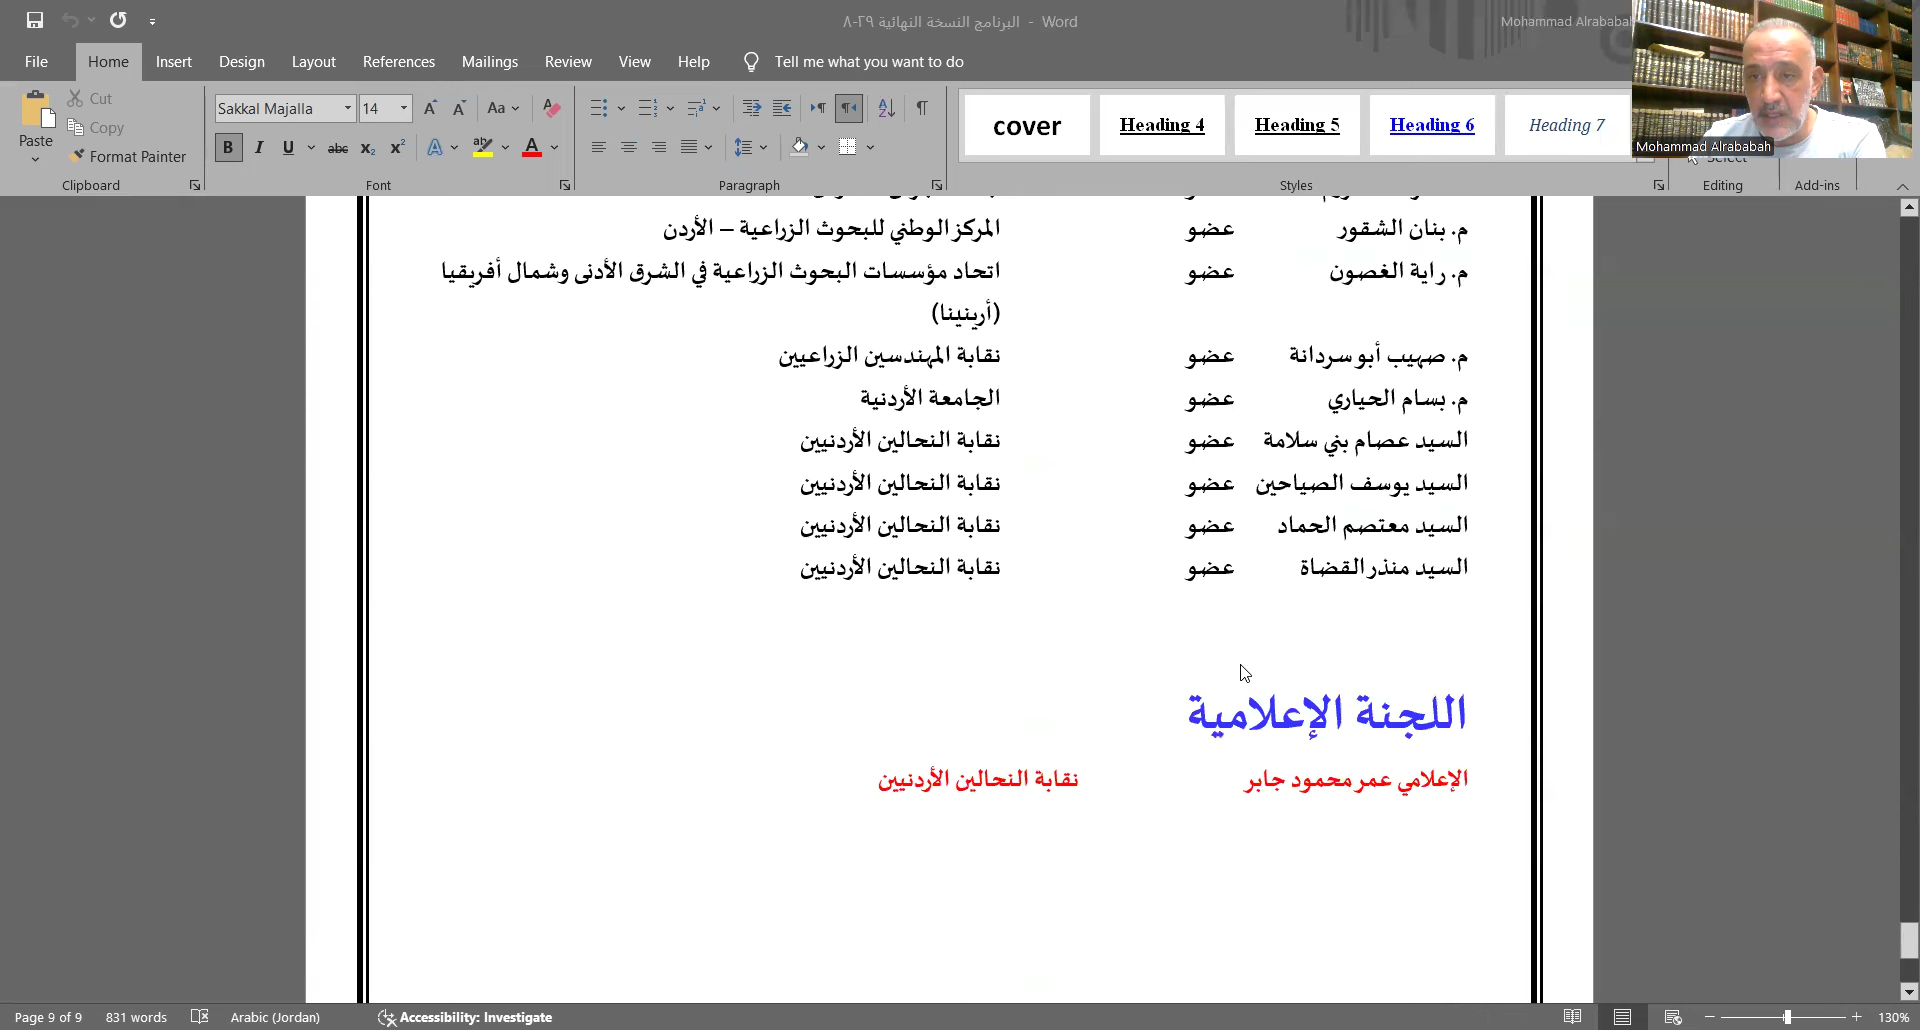 البرنامج النسخة النهائية ٢٩-٨ - Word
Mohammad Alrababah
File Home Insert Design Layout References Mailings Review View Help Tell me what you want to do
Paste
Cut
Copy
Format Painter
Clipboard
Sakkal Majalla 14
Font
Paragraph
cover
Heading 4
Heading 5
Heading 6
Heading 7
Styles
Mohammad Alrababah
Select
Editing
Add-ins
م. بنان الشقور عضو المركز الوطني للبحوث الزراعية – الأردن
م. راية الغصون عضو اتحاد مؤسسات البحوث الزراعية في الشرق الأدنى وشمال أفريقيا
(أرينينا)
م. صهيب أبو سردانة عضو نقابة المهندسين الزراعيين
م. بسام الحياري عضو الجامعة الأردنية
السيد عصام بني سلامة عضو نقابة النحالين الأردنيين
السيد يوسف الصياحين عضو نقابة النحالين الأردنيين
السيد معتصم الحماد عضو نقابة النحالين الأردنيين
السيد منذر القضاة عضو نقابة النحالين الأردنيين
اللجنة الإعلامية
الإعلامي عمر محمود جابر نقابة النحالين الأردنيين
Page 9 of 9 831 words Arabic (Jordan) Accessibility: Investigate 130%